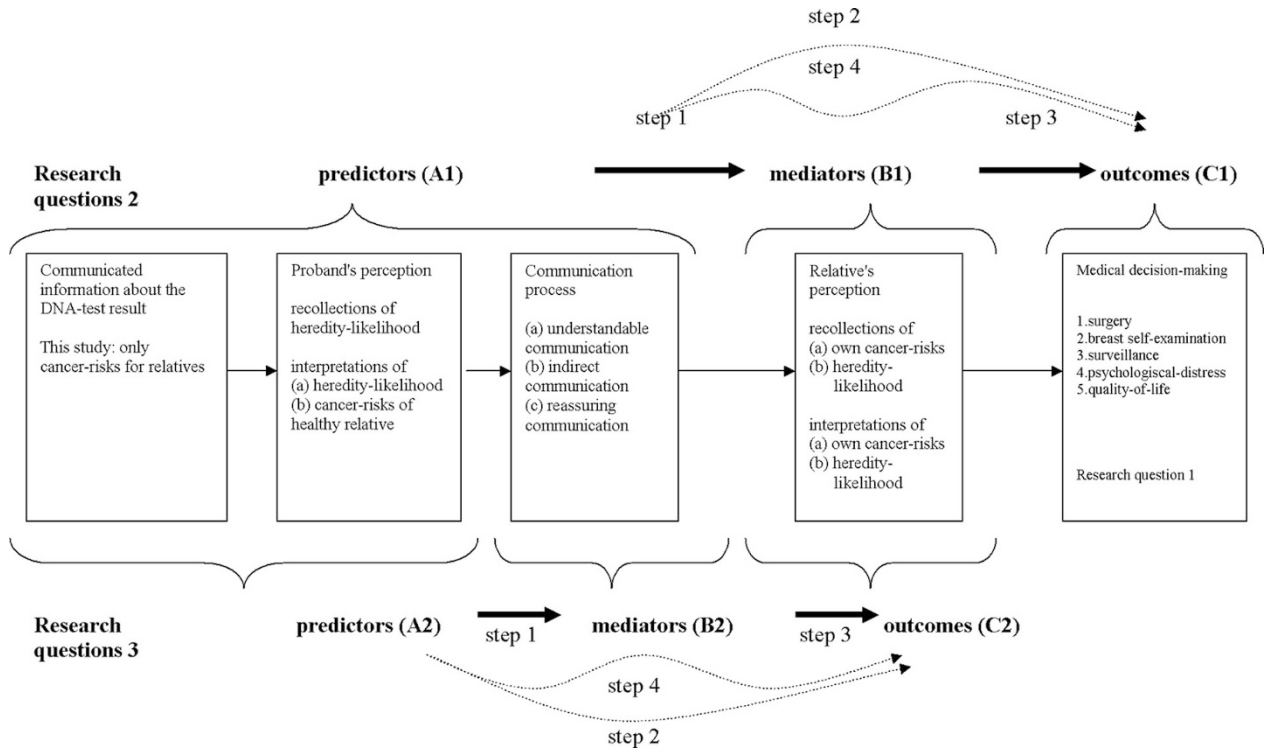 step 2
step 4
step 1
step 3
Research
questions 2
predictors (A1)
mediators (B1)
outcomes (C1)
Communicated
information about the
DNA-test result
This study: only
cancer-risks for relatives
Proband's perception
recollections of
heredity-likelihood
interpretations of
(a) heredity-likelihood
(b) cancer-risks of
healthy relative
Communication
process
(a) understandable
communication
(b) indirect
communication
(c) reassuring
communication
Relative's
perception
recollections of
(a) own cancer-risks
(b) heredity-
likelihood
interpretations of
(a) own cancer-risks
(b) heredity-
likelihood
Medical decision-making
1.surgery
2.breast self-examination
3.surveillance
4.psychologiscal-distress
5.quality-of-life
Research question 1
Research
questions 3
predictors (A2)
step 1
mediators (B2)
step 3
outcomes (C2)
step 4
step 2